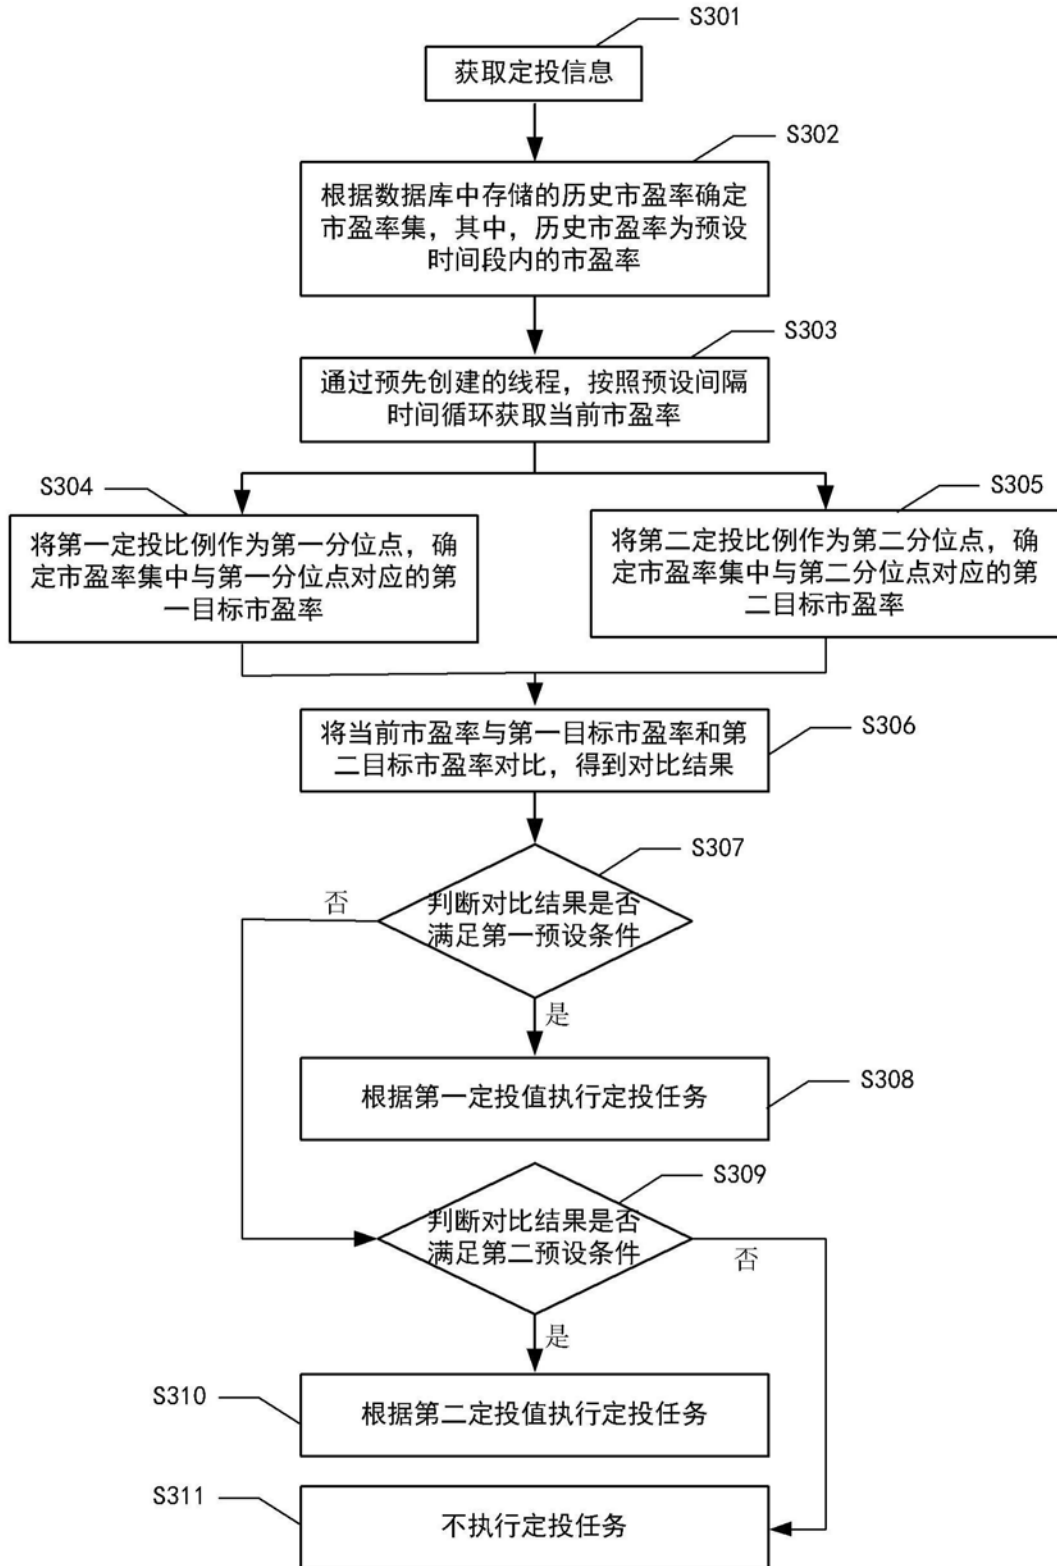 S301
获取定投信息
S302
根据数据库中存储的历史市盈率确定
市盈率集，其中，历史市盈率为预设
时间段内的市盈率
S303
通过预先创建的线程，按照预设间隔
时间循环获取当前市盈率
S304
将第一定投比例作为第一分位点，确
定市盈率集中与第一分位点对应的第
一目标市盈率
S305
将第二定投比例作为第二分位点，确
定市盈率集中与第二分位点对应的第
二目标市盈率
将当前市盈率与第一目标市盈率和第
二目标市盈率对比，得到对比结果
S306
S307
否
判断对比结果是否
满足第一预设条件
是
根据第一定投值执行定投任务
S308
S309
判断对比结果是否
满足第二预设条件
否
是
S310
根据第二定投值执行定投任务
S311
不执行定投任务